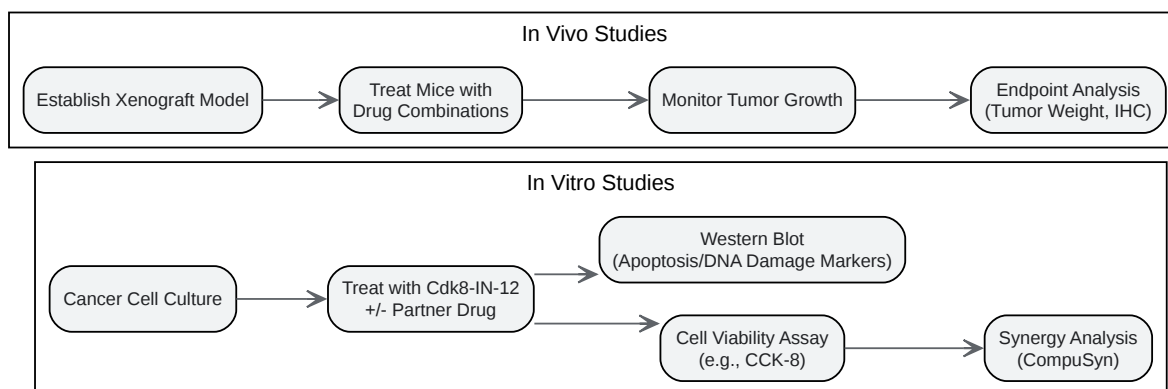 In Vivo Studies
Establish Xenograft Model
Treat Mice with
Drug Combinations
Monitor Tumor Growth
Endpoint Analysis
(Tumor Weight, IHC)
In Vitro Studies
Cancer Cell Culture
Treat with Cdk8-IN-12
+/- Partner Drug
Western Blot
(Apoptosis/DNA Damage Markers)
Cell Viability Assay
(e.g., CCK-8)
Synergy Analysis
(CompuSyn)